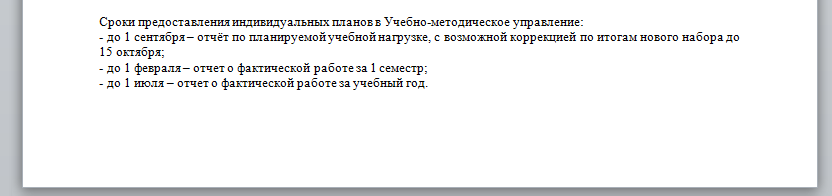 Сроки предоставления индивидуальных планов в Учебно-методическое управление:
- до 1 сентября – отчёт по планируемой учебной нагрузке, с возможной коррекцией по итогам нового набора до
15 октября;
- до 1 февраля – отчет о фактической работе за 1 семестр;
- до 1 июля – отчет о фактической работе за учебный год.